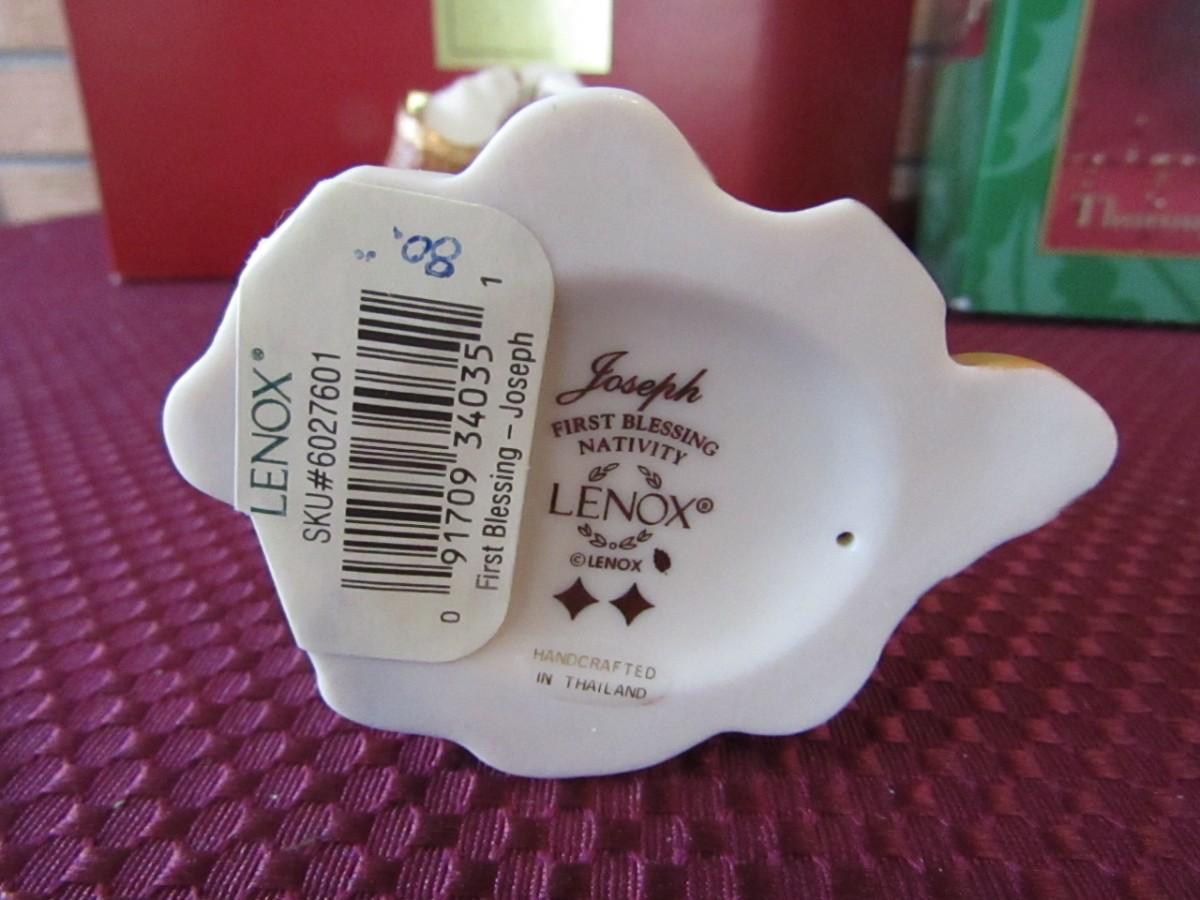 LENOX®
SKU#6027601
0 91709 34035 1
First Blessing – Joseph
Joseph
FIRST BLESSING
NATIVITY
LENOX®
©LENOX
HANDCRAFTED
IN THAILAND